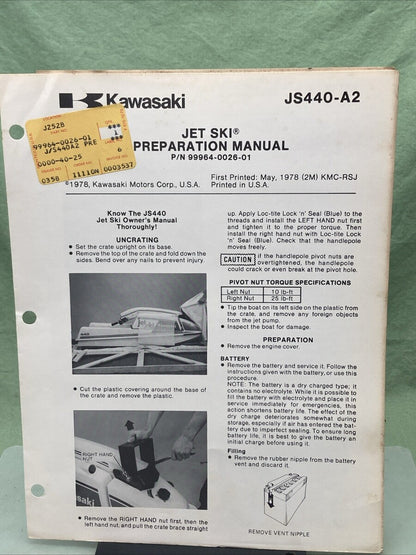 Kawasaki
JS440-A2
JET SKI®
PREPARATION MANUAL
P/N 99964-0026-01
LOCATION
JZ52B
99964-0026-01
J/S440A2 PRE
6
0000-40-25
0358
11110N
0003537
First Printed: May, 1978 (2M) KMC-RSJ
©1978, Kawasaki Motors Corp., U.S.A.
Printed in U.S.A.
Know The JS440
Jet Ski Owner's Manual
Thoroughly!
UNCRATING
● Set the crate upright on its base.
● Remove the top of the crate and fold down the
sides. Bend over any nails to prevent injury.
● Cut the plastic covering around the base of
the crate and remove the plastic.
RIGHT HAND
NUT
Kawasaki
● Remove the RIGHT HAND nut first, then the
left hand nut; and pull the crate brace straight
up. Apply Loc-tite Lock 'n' Seal (Blue) to the
threads and install the LEFT HAND nut first
and tighten it to the proper torque. Then
install the right hand nut with Loc-tite Lock
'n' Seal (Blue). Check that the handlepole
moves freely.
CAUTION if the handlepole pivot nuts are
overtightened, the handlepole
could crack or even break at the pivot hole.
PIVOT NUT TORQUE SPECIFICATIONS
Left Nut 10 lb-ft
Right Nut 25 lb-ft
● Tip the boat on its left side on the plastic from
the crate, and remove any foreign objects
from the jet pump.
● Inspect the boat for damage.
PREPARATION
● Remove the engine cover.
BATTERY
● Remove the battery and service it. Follow the
instructions given with the battery, or use this
procedure.
NOTE: The battery is a dry charged type; it
contains no electrolyte. While it is possible to
fill the battery with electrolyte and place it in
service immediately for emergencies, this
action shortens battery life. The effect of the
dry charge deteriorates somewhat during
storage, especially if air has entered the bat-
tery due to imperfect sealing. To ensure long
battery life, it is best to give the battery an
initial charge before using it.
Filling
● Remove the rubber nipple from the battery
vent and discard it.
REMOVE VENT NIPPLE